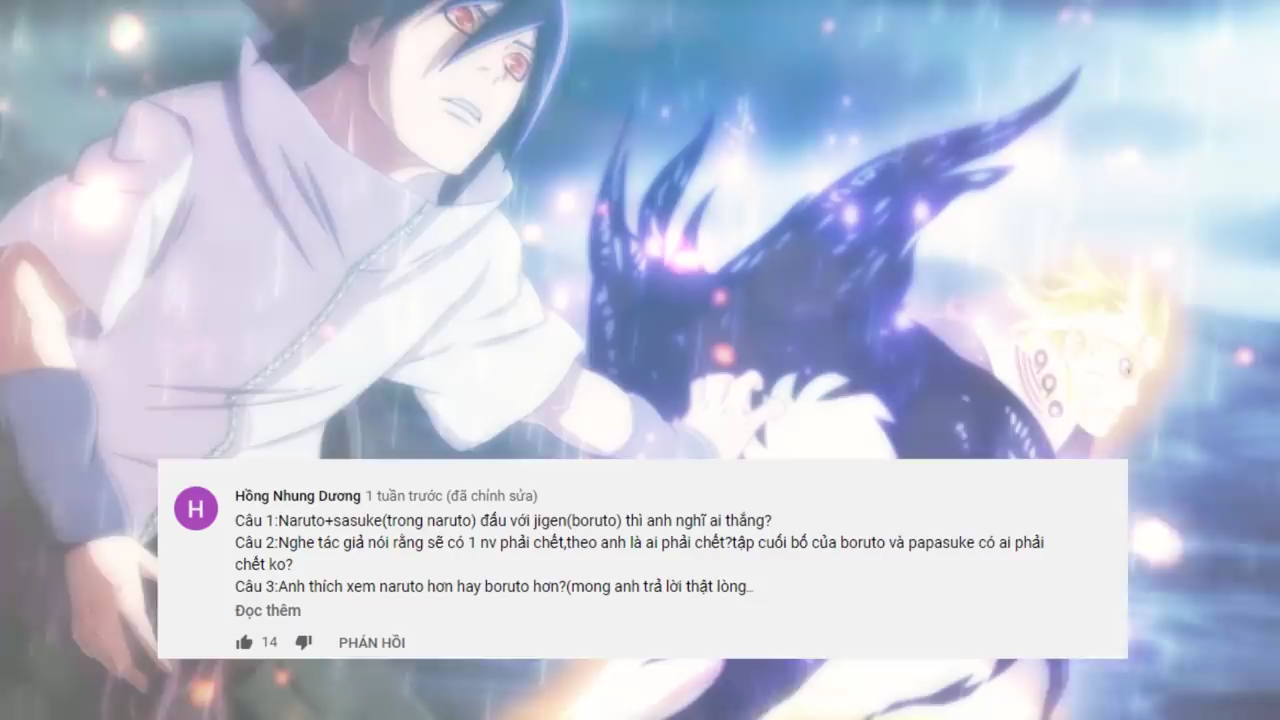 H
Hồng Nhung Dương 1 tuần trước (đã chỉnh sửa)
Câu 1:Naruto+sasuke(trong naruto) đấu với jigen(boruto) thì anh nghĩ ai thắng?
Câu 2:Nghe tác giả nói rằng sẽ có 1 nv phải chết,theo anh là ai phải chết?tập cuối bố của boruto và papasuke có ai phải
chết ko?
Câu 3:Anh thích xem naruto hơn hay boruto hơn?(mong anh trả lời thật lòng..
Đọc thêm
14 PHẢN HỒI